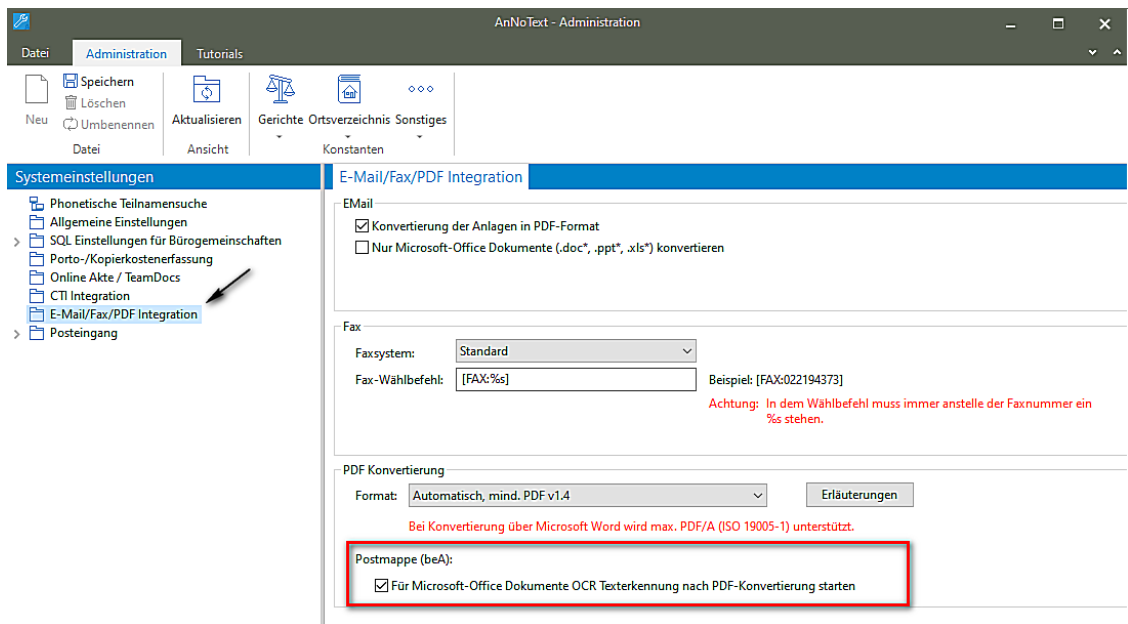 AnNoText - Administration
Datei Administration Tutorials
Neu
Speichern
Löschen
Umbenennen
Datei
Aktualisieren
Ansicht
Gerichte Ortsverzeichnis Sonstiges
Konstanten
Systemeinstellungen
Phonetische Teilnamensuche
Allgemeine Einstellungen
SQL Einstellungen für Bürogemeinschaften
Porto-/Kopierkostenerfassung
Online Akte / TeamDocs
CTI Integration
E-Mail/Fax/PDF Integration
Posteingang
E-Mail/Fax/PDF Integration
EMail
Konvertierung der Anlagen in PDF-Format
Nur Microsoft-Office Dokumente (.doc*, .ppt*, .xls*) konvertieren
Fax
Faxsystem: Standard
Fax-Wählbefehl: [FAX:%s] Beispiel: [FAX:022194373]
Achtung: In dem Wählbefehl muss immer anstelle der Faxnummer ein
%s stehen.
PDF Konvertierung
Format: Automatisch, mind. PDF v1.4 Erläuterungen
Bei Konvertierung über Microsoft Word wird max. PDF/A (ISO 19005-1) unterstützt.
Postmappe (beA):
Für Microsoft-Office Dokumente OCR Texterkennung nach PDF-Konvertierung starten